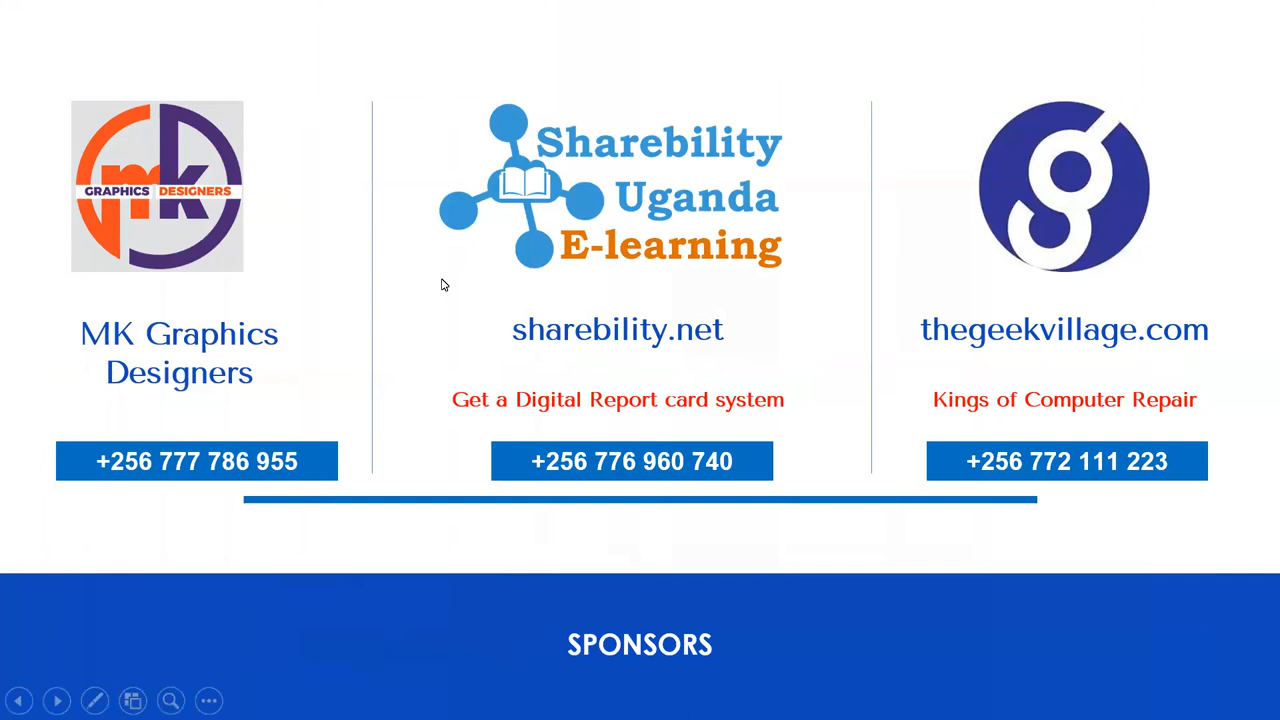 mk
GRAPHICS DESIGNERS
MK Graphics
Designers
+256 777 786 955
Sharebility
Uganda
E-learning
sharebility.net
Get a Digital Report card system
+256 776 960 740
g
thegeekvillage.com
Kings of Computer Repair
+256 772 111 223
SPONSORS